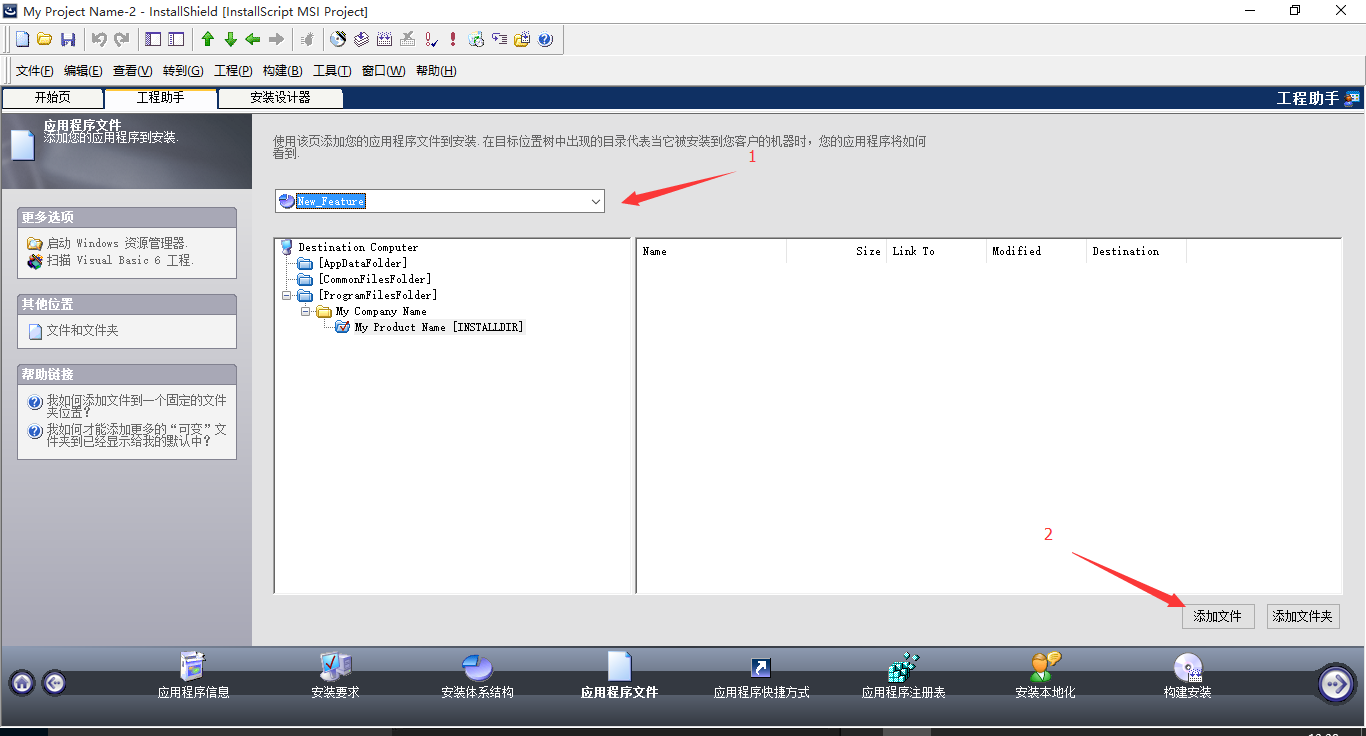 My Project Name-2 - InstallShield [InstallScript MSI Project]
文件(F) 编辑(E) 查看(V) 转到(G) 工程(P) 构建(B) 工具(T) 窗口(W) 帮助(H)
开始页 工程助手 安装设计器 工程助手
应用程序文件
添加您的应用程序到安装.
使用该页添加您的应用程序文件到安装. 在目标位置树中出现的目录代表当它被安装到您客户的机器时，您的应用程序将如何
看到.
1
New_Feature
更多选项
启动 Windows 资源管理器.
扫描 Visual Basic 6 工程.
其他位置
文件和文件夹
帮助链接
我如何添加文件到一个固定的文件
夹位置？
我如何才能添加更多的“可变”文
件夹到已经显示给我的默认中？
Destination Computer
[AppDataFolder]
[CommonFilesFolder]
[ProgramFilesFolder]
My Company Name
My Product Name [INSTALLDIR]
Name Size Link To Modified Destination
2
添加文件 添加文件夹
应用程序信息 安装要求 安装体系结构 应用程序文件 应用程序快捷方式 应用程序注册表 安装本地化 构建安装